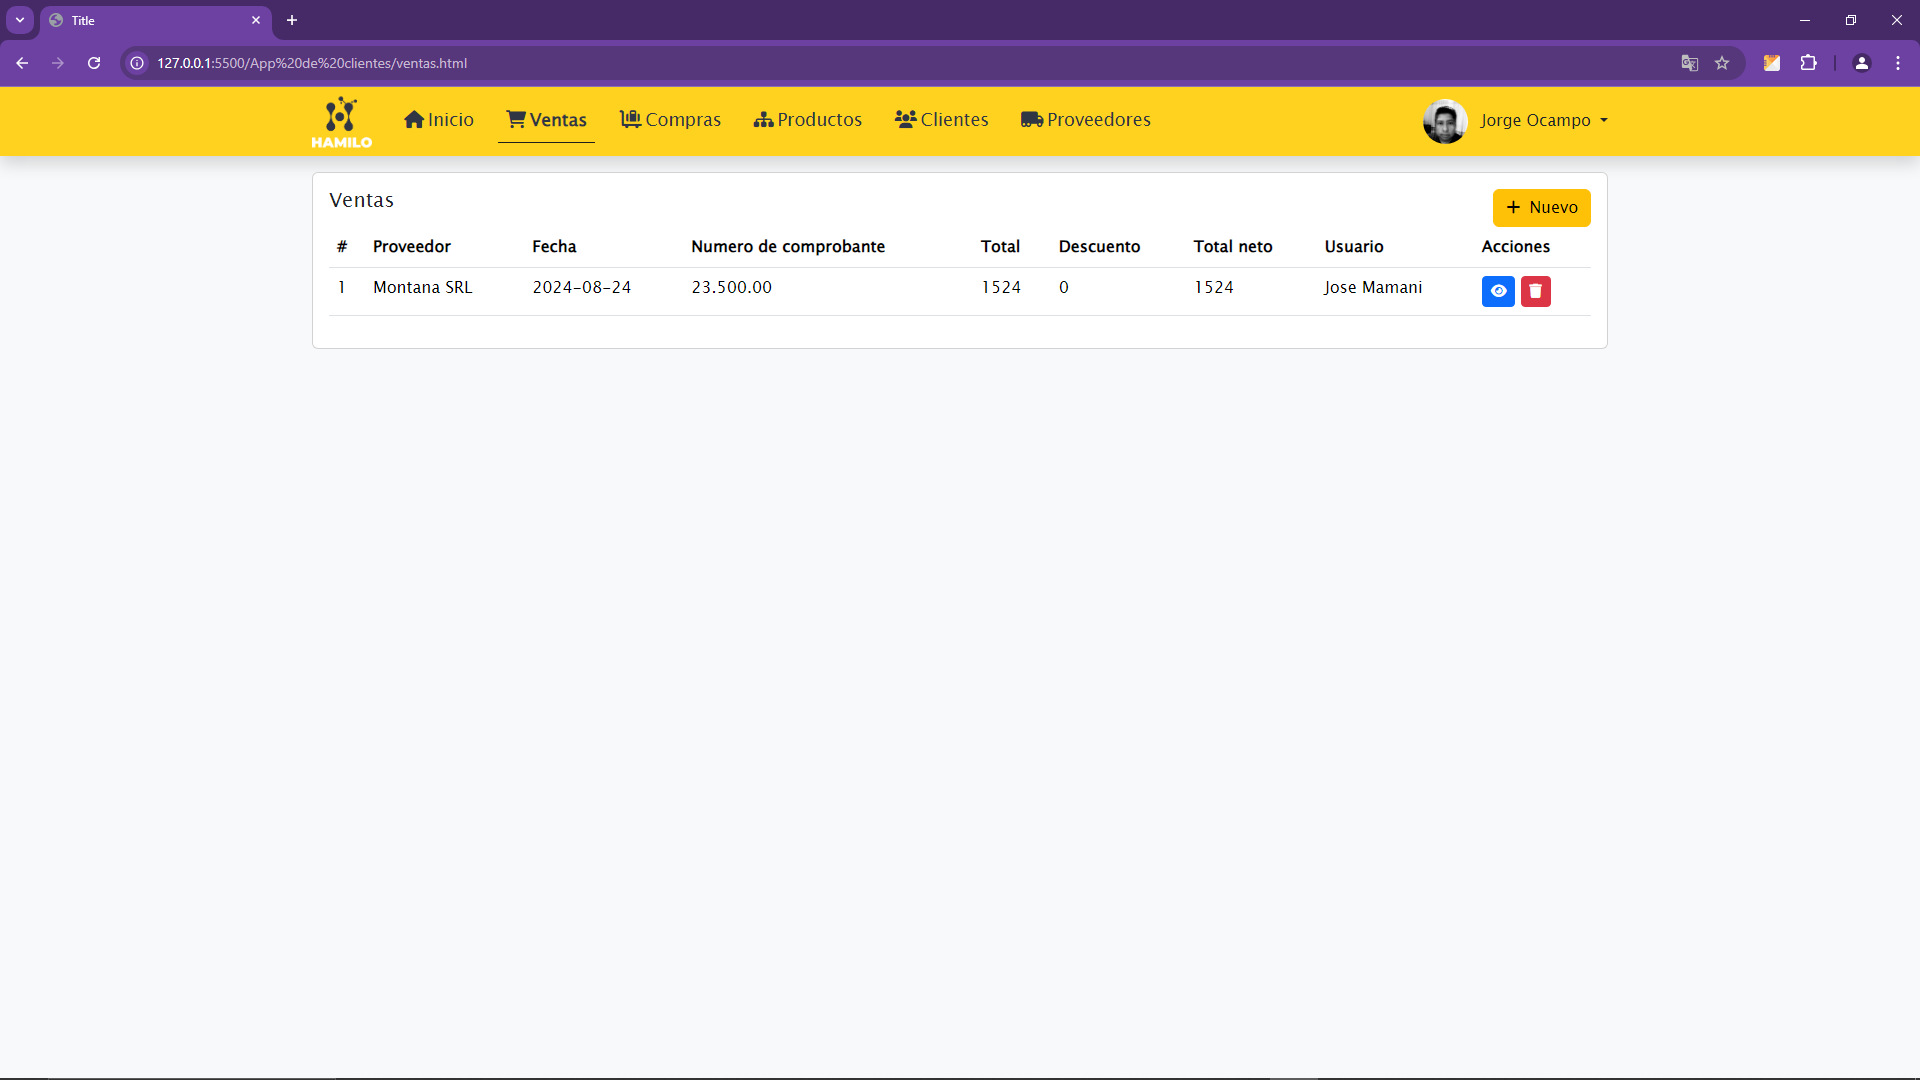 Title
127.0.0.1:5500/App%20de%20clientes/ventas.html
HAMILO
Inicio Ventas Compras Productos Clientes Proveedores Jorge Ocampo
Ventas
+ Nuevo
# Proveedor Fecha Numero de comprobante Total Descuento Total neto Usuario Acciones
1 Montana SRL 2024-08-24 23.500.00 1524 0 1524 Jose Mamani